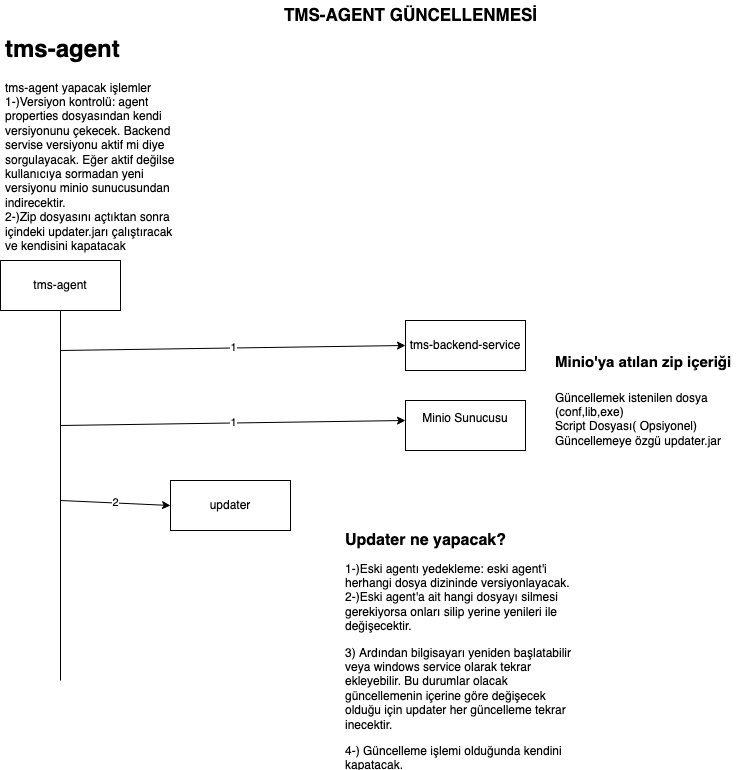 TMS-AGENT GÜNCELLENMESİ
tms-agent
tms-agent yapacak işlemler
1-)Versiyon kontrolü: agent
properties dosyasından kendi
versiyonunu çekecek. Backend
servise versiyonu aktif mi diye
sorgulayacak. Eğer aktif değilse
kullanıcıya sormadan yeni
versiyonu minio sunucusundan
indirecektir.
2-)Zip dosyasını açtıktan sonra
içindeki updater.jarı çalıştıracak
ve kendisini kapatacak
tms-agent
1
tms-backend-service
Minio'ya atılan zip içeriği
Güncellemek istenilen dosya
(conf,lib,exe)
Script Dosyası( Opsiyonel)
Güncellemeye özgü updater.jar
1
Minio Sunucusu
2
updater
Updater ne yapacak?
1-)Eski agentı yedekleme: eski agent'i
herhangi dosya dizininde versiyonlayacak.
2-)Eski agent'a ait hangi dosyayı silmesi
gerekiyorsa onları silip yerine yenileri ile
değişecektir.
3) Ardından bilgisayarı yeniden başlatabilir
veya windows service olarak tekrar
ekleyebilir. Bu durumlar olacak
güncellemenin içerine göre değişecek
olduğu için updater her güncelleme tekrar
inecektir.
4-) Güncelleme işlemi olduğunda kendini
kapatacak.